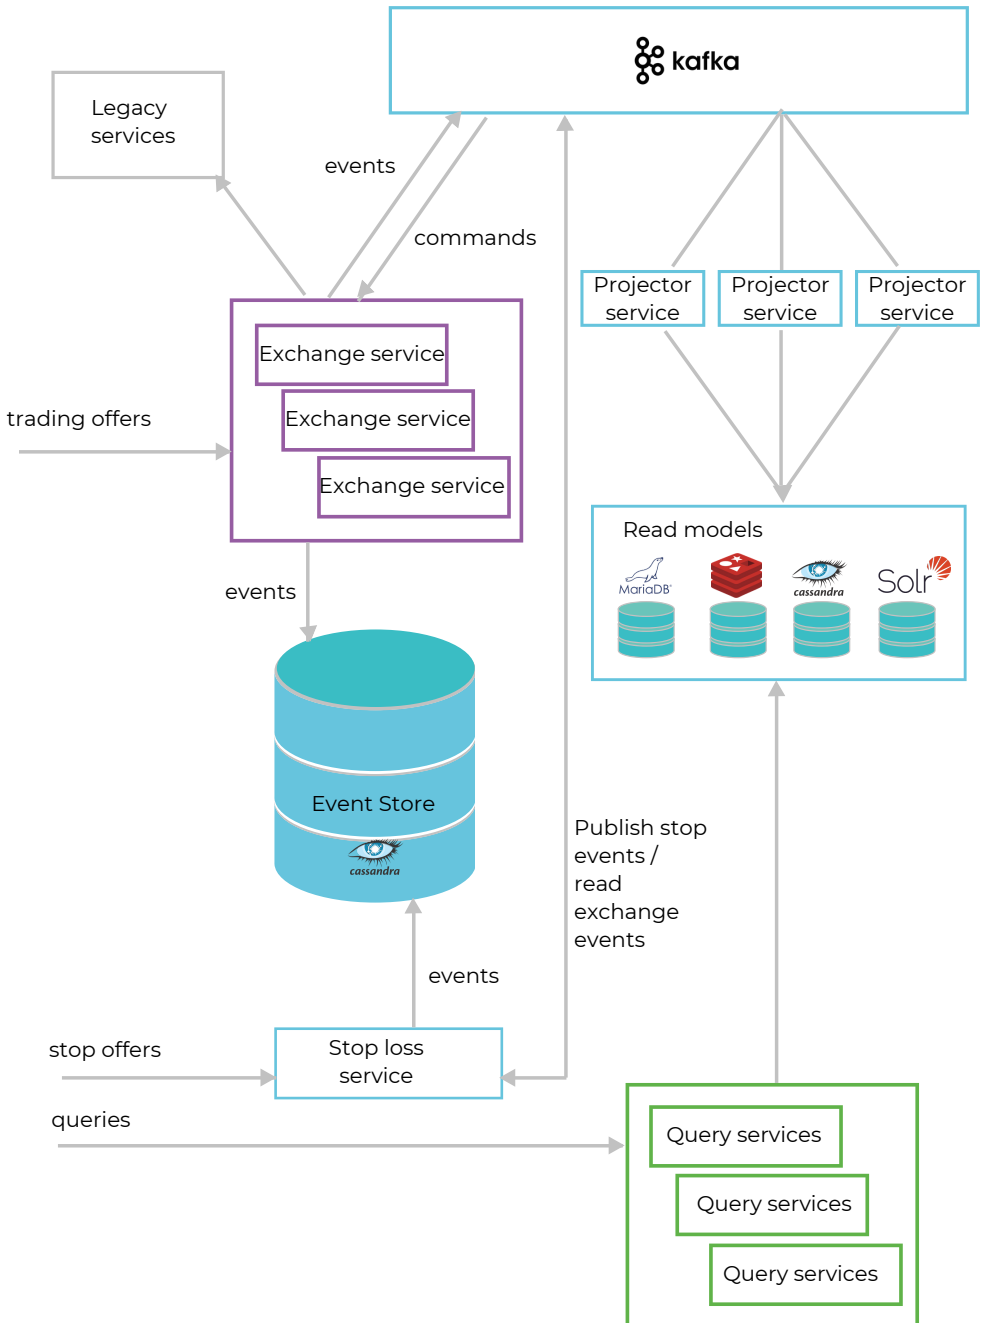 kafka
Legacy
services
events
commands
Projector
service
Projector
service
Projector
service
Exchange service
Exchange service
Exchange service
trading offers
Read models
MariaDB
cassandra
Solr
events
Event Store
cassandra
Publish stop
events /
read
exchange
events
events
stop offers
Stop loss
service
queries
Query services
Query services
Query services